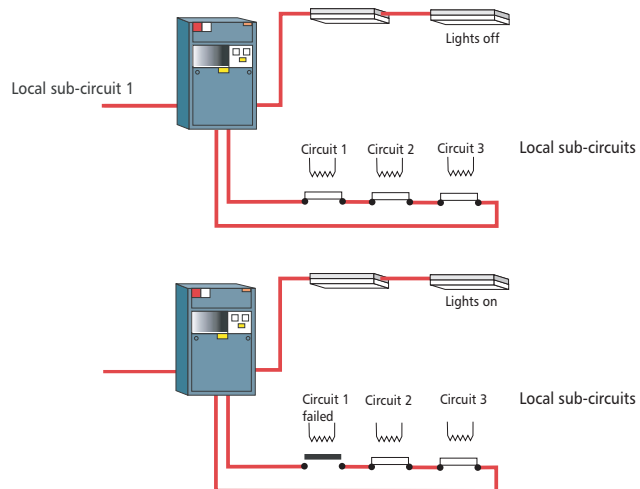 Lights off
Local sub-circuit 1
Circuit 1 Circuit 2 Circuit 3 Local sub-circuits
Lights on
Circuit 1 Circuit 2 Circuit 3 Local sub-circuits
failed